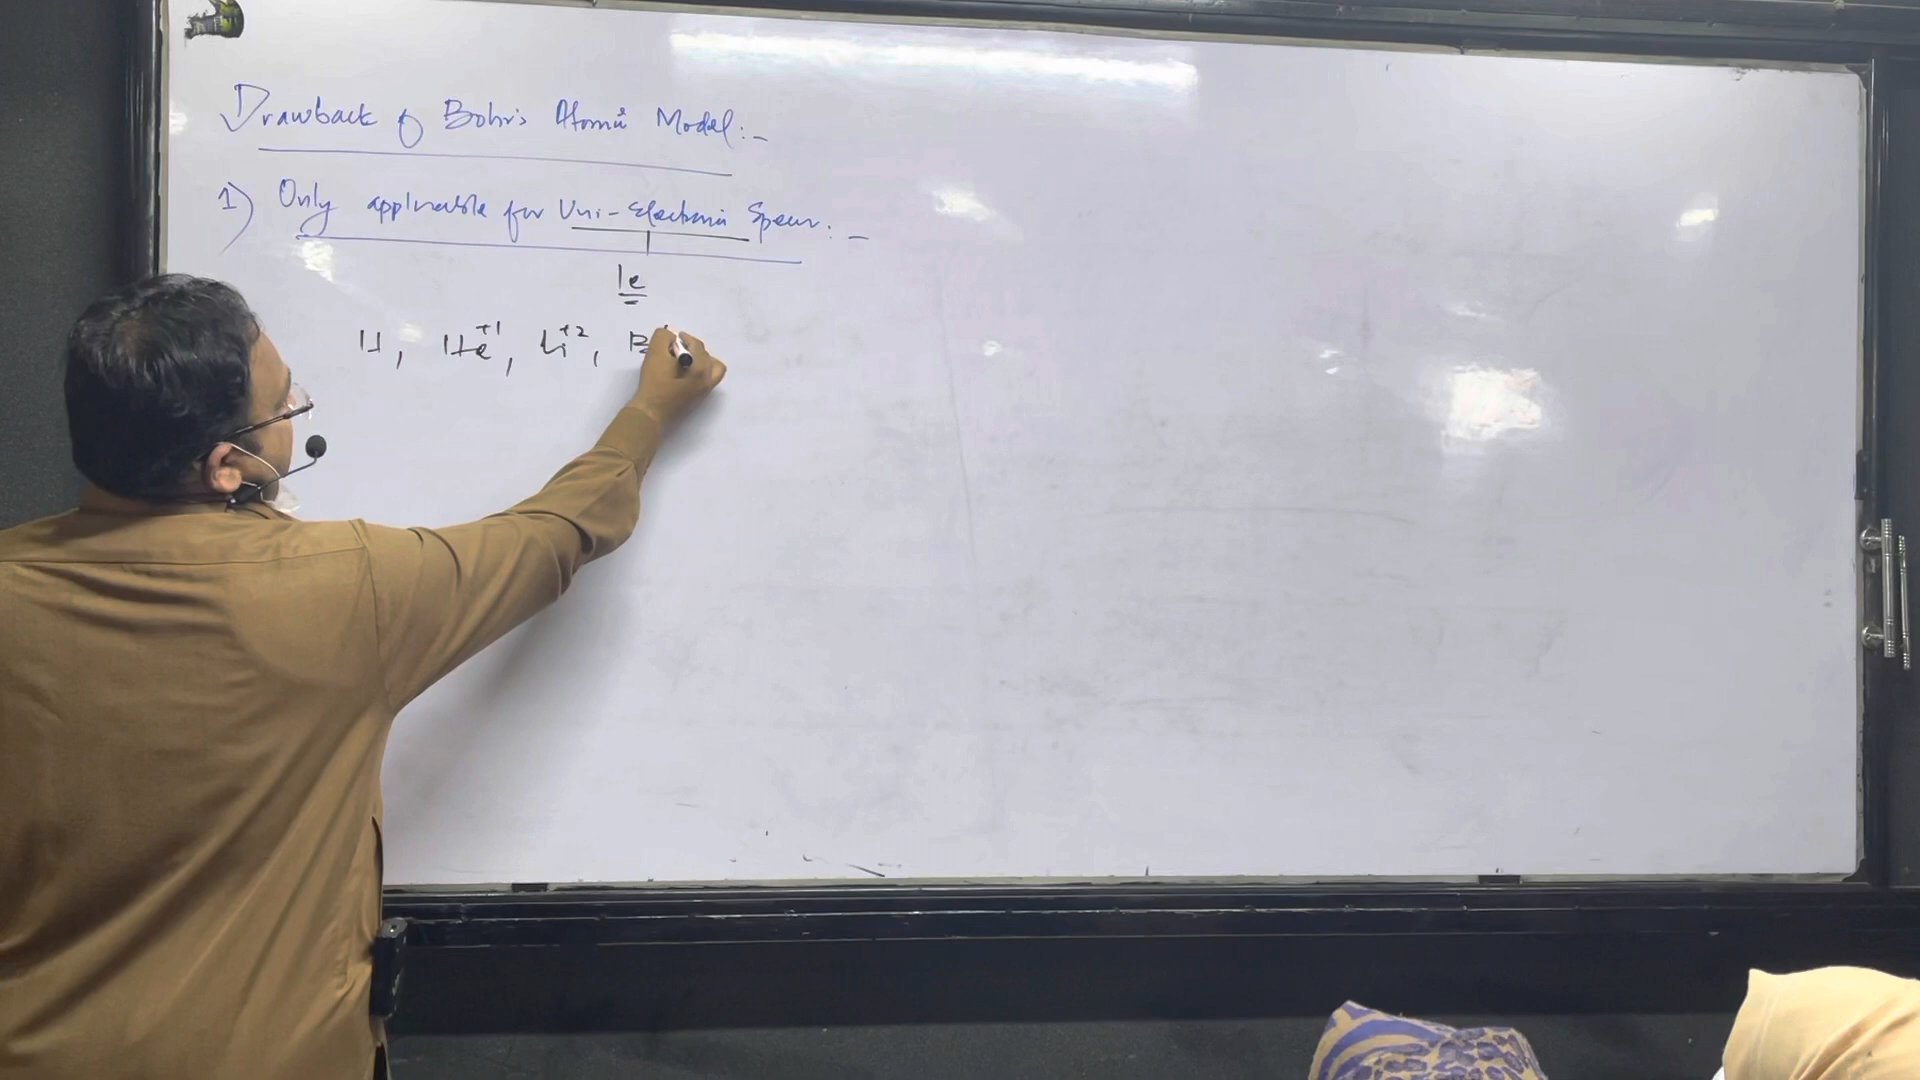 Drawback of Bohr's Atomic Model:-
1) Only applicable for Uni-Electronic Species:-
1e
H, He+1, Li+2, B